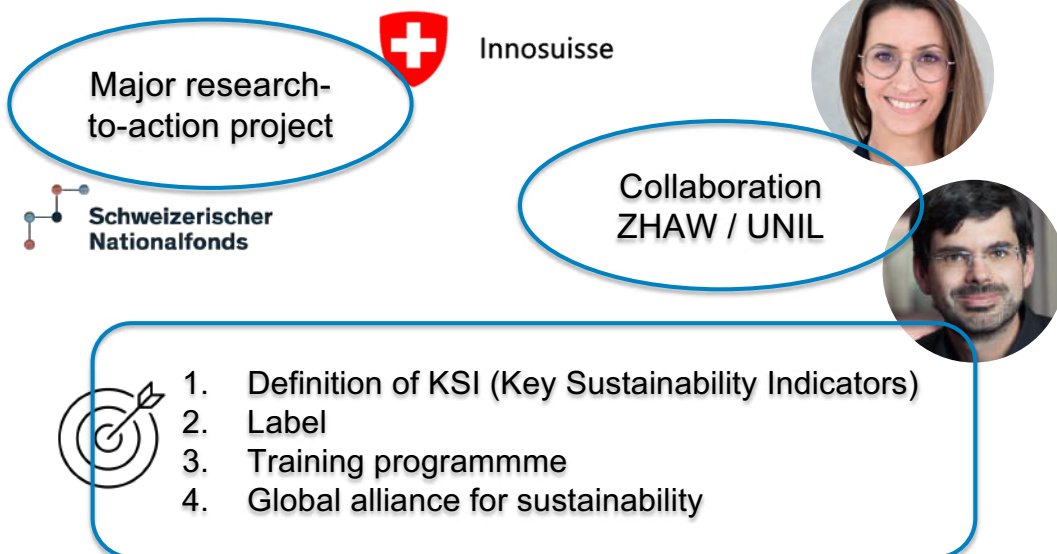 Innosuisse
Major research-
to-action project
Schweizerischer
Nationalfonds
Collaboration
ZHAW / UNIL
1. Definition of KSI (Key Sustainability Indicators)
2. Label
3. Training programmme
4. Global alliance for sustainability